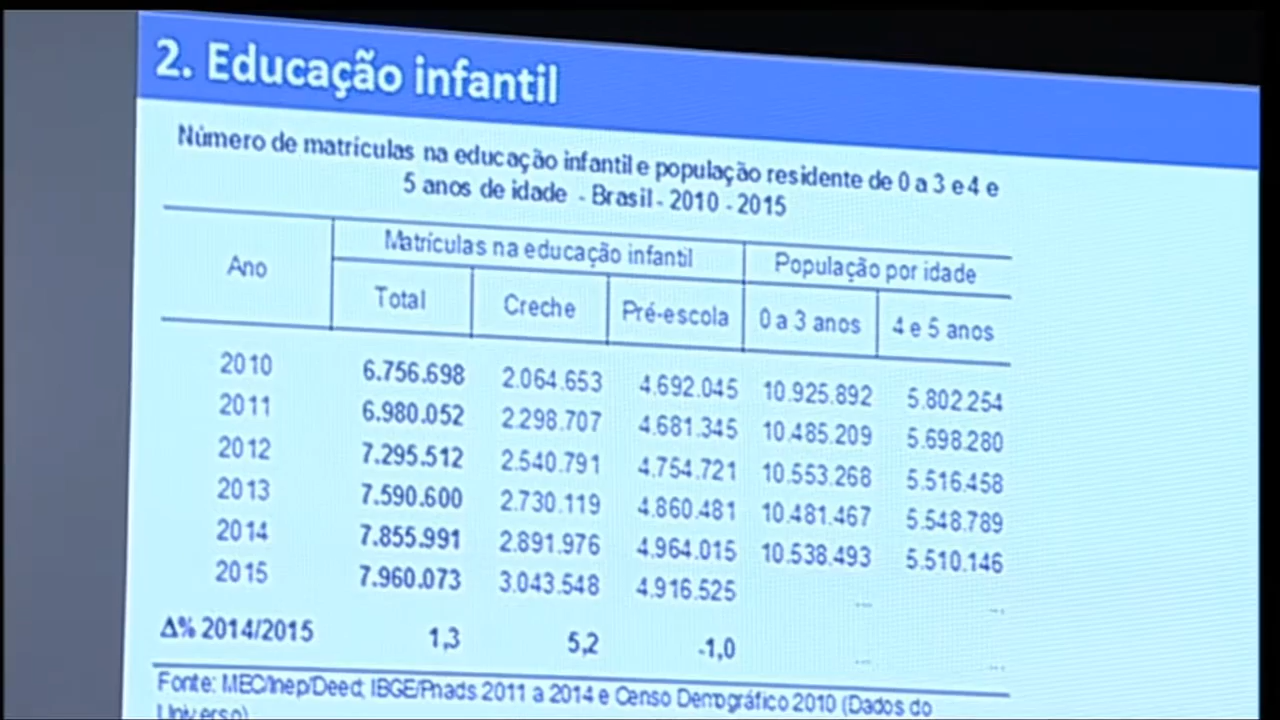 2. Educação infantil
Número de matrículas na educação infantil e população residente de 0 a 3 e 4 e
5 anos de idade - Brasil - 2010 - 2015
Ano Matrículas na educação infantil População por idade
Total Creche Pré-escola 0 a 3 anos 4 e 5 anos
2010 6.756.698 2.064.653 4.692.045 10.925.892 5.802.254
2011 6.980.052 2.298.707 4.681.345 10.485.209 5.698.280
2012 7.295.512 2.540.791 4.754.721 10.553.268 5.516.458
2013 7.590.600 2.730.119 4.860.481 10.481.467 5.548.789
2014 7.855.991 2.891.976 4.964.015 10.538.493 5.510.146
2015 7.960.073 3.043.548 4.916.525 ... ...
Δ% 2014/2015 1,3 5,2 -1,0 ... ...
Fonte: MEC/Inep/Deed; IBGE/Pnads 2011 a 2014 e Censo Demográfico 2010 (Dados do
Universo)